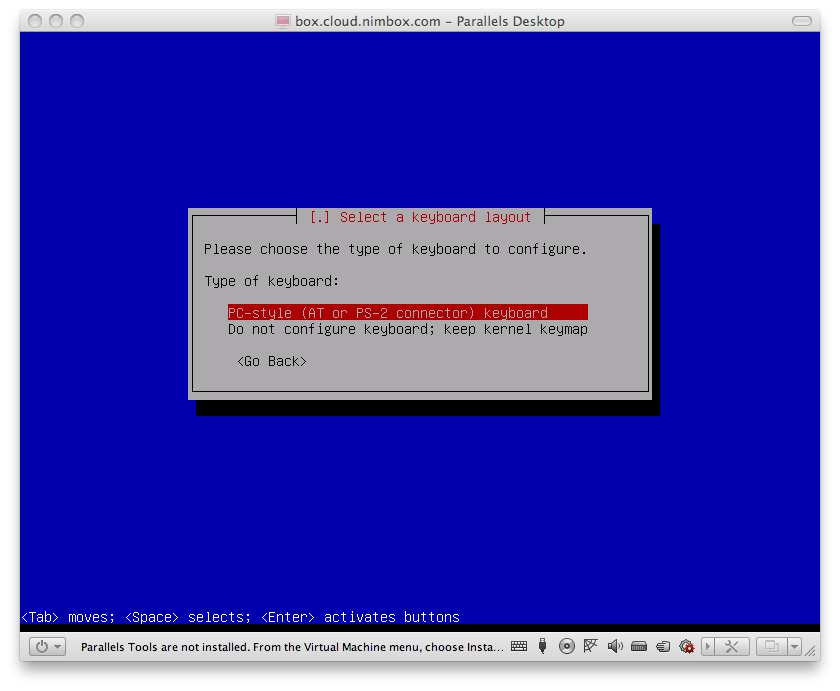 box.cloud.nimbox.com – Parallels Desktop
[.] Select a keyboard layout
Please choose the type of keyboard to configure.
Type of keyboard:
PC-style (AT or PS-2 connector) keyboard
Do not configure keyboard; keep kernel keymap
<Go Back>
<Tab> moves; <Space> selects; <Enter> activates buttons
Parallels Tools are not installed. From the Virtual Machine menu, choose Insta...